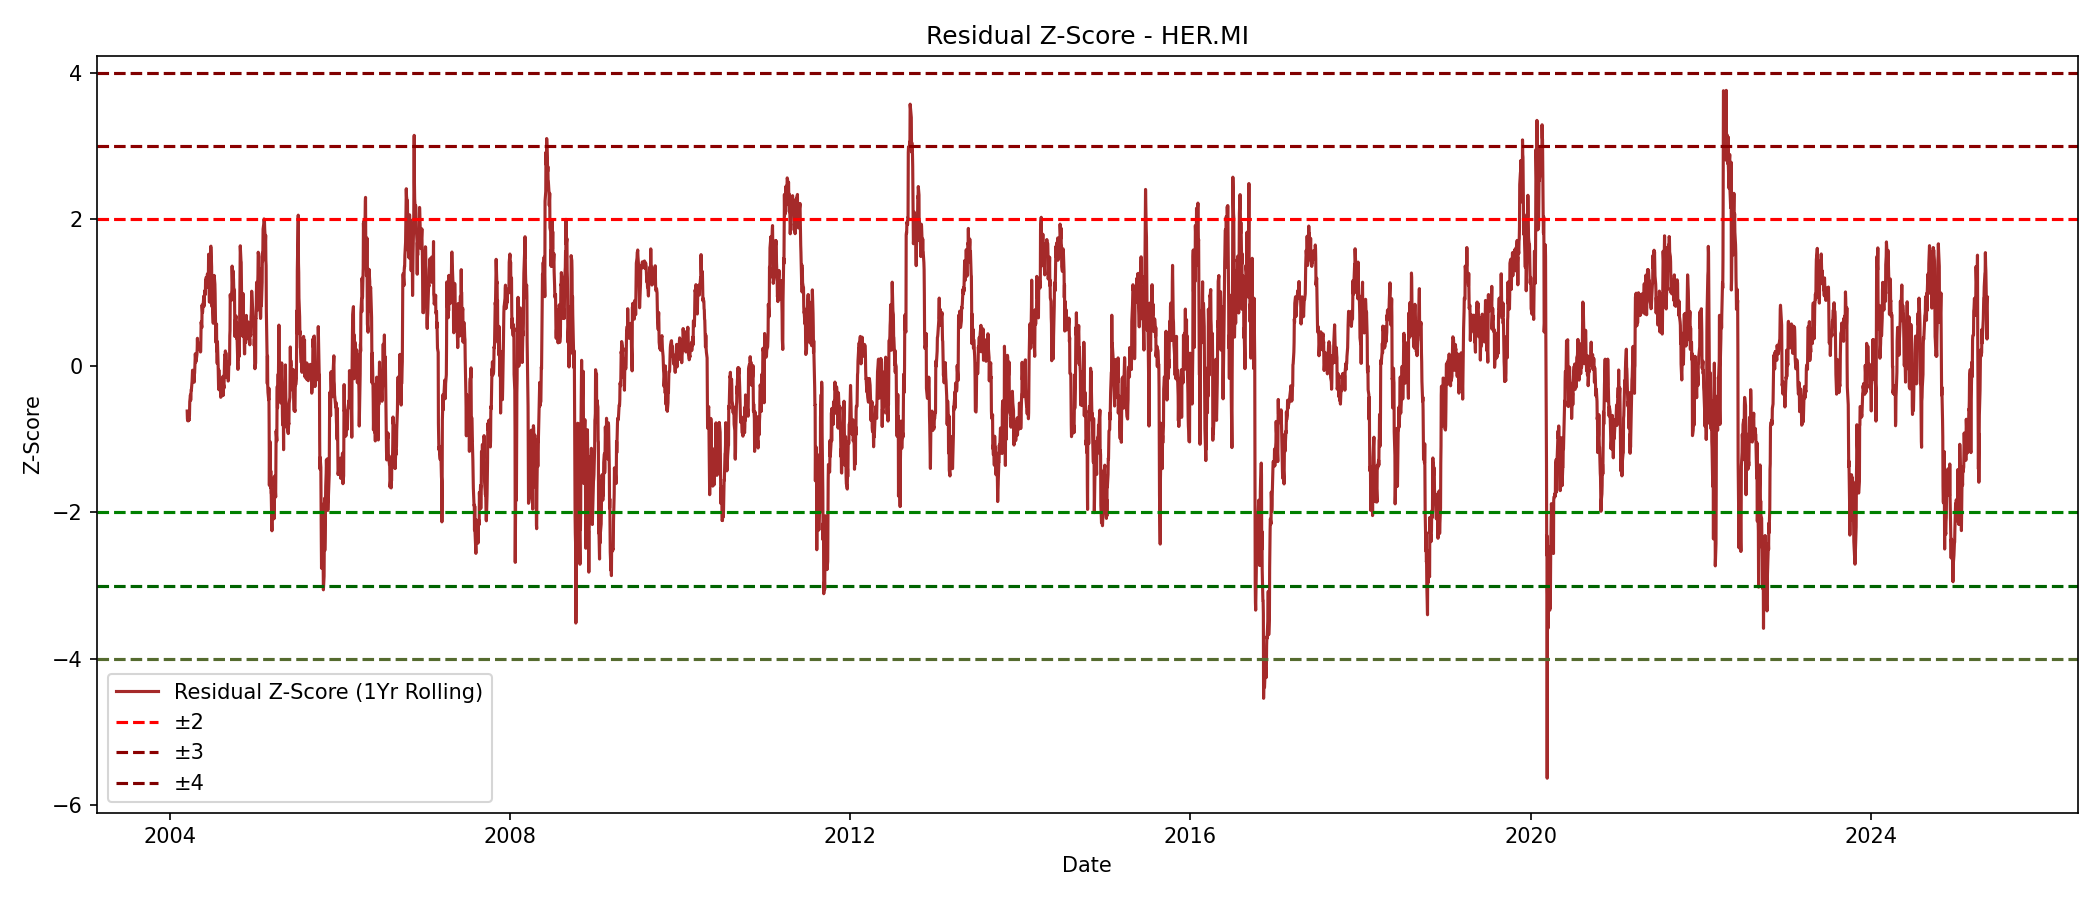 Residual Z-Score - HER.MI
4
2
0
−2
−4
−6
Z-Score
Residual Z-Score (1Yr Rolling)
±2
±3
±4
2004 2008 2012 2016 2020 2024
Date